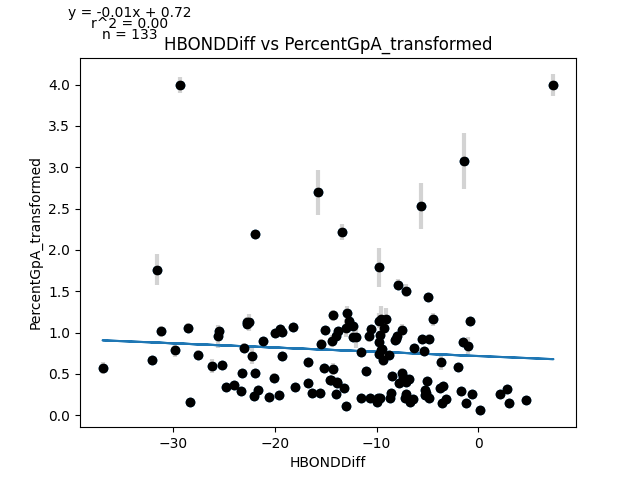 y = -0.01x + 0.72
r^2 = 0.00
n = 133
HBONDDiff vs PercentGpA_transformed
PercentGpA_transformed
4.0
3.5
3.0
2.5
2.0
1.5
1.0
0.5
0.0
−30
−20
−10
0
HBONDDiff